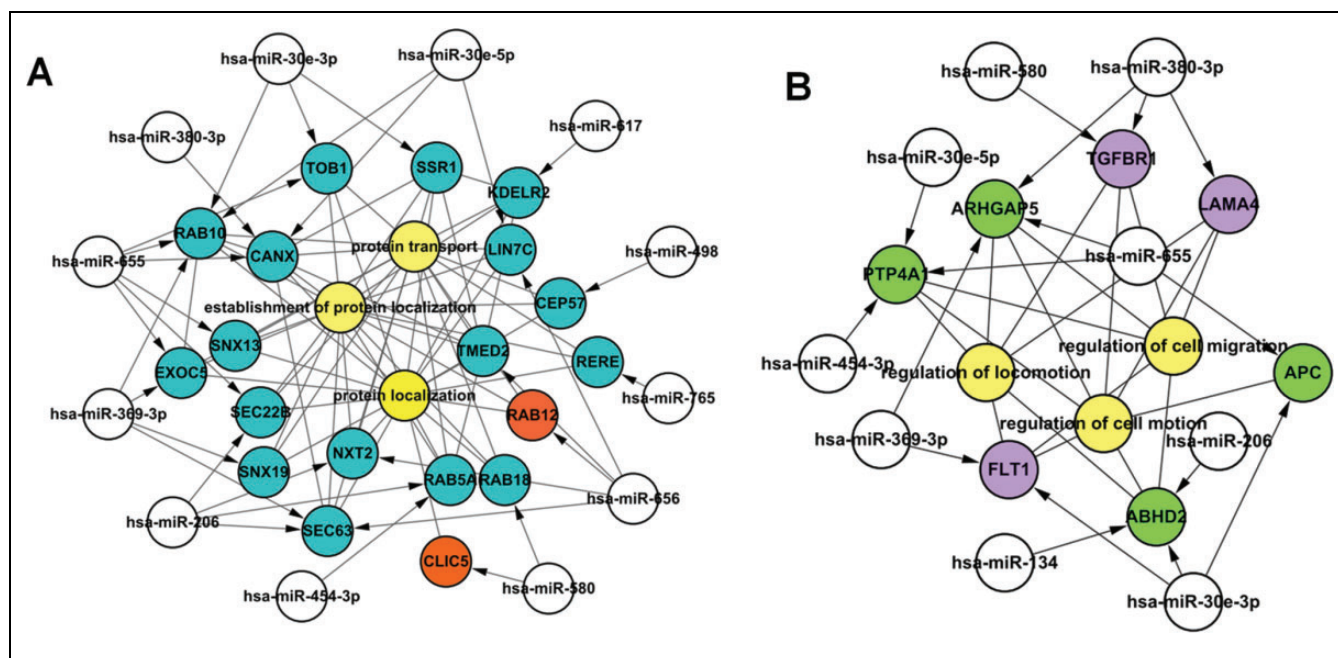 A
hsa-miR-30e-3p
hsa-miR-30e-5p
hsa-miR-380-3p
hsa-miR-617
TOB1
SSR1
KDELR2
RAB10
CANX
protein transport
LIN7C
hsa-miR-655
hsa-miR-498
establishment of protein localization
CEP57
SNX13
TMED2
RERE
EXOC5
protein localization
hsa-miR-369-3p
SEC22B
RAB12
hsa-miR-765
SNX19
NXT2
RAB5A
RAB18
hsa-miR-656
hsa-miR-206
SEC63
CLIC5
hsa-miR-454-3p
hsa-miR-580
B
hsa-miR-580
hsa-miR-380-3p
hsa-miR-30e-5p
TGFBR1
ARHGAP5
LAMA4
PTP4A1
hsa-miR-655
hsa-miR-454-3p
regulation of cell migration
regulation of locomotion
APC
hsa-miR-369-3p
regulation of cell motion
hsa-miR-206
FLT1
ABHD2
hsa-miR-134
hsa-miR-30e-3p